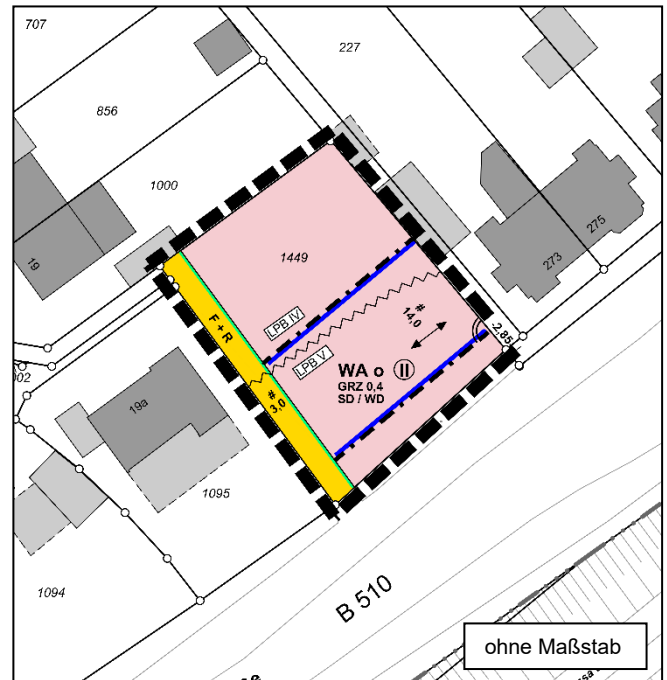 707
227
856
1000
1449
273
275
19
F + R
LPB IV
#
14.0
2,85
LPB V
WA o II
GRZ 0,4
SD / WD
#
3,0
002
19a
1095
1094
B 510
ohne Maßstab